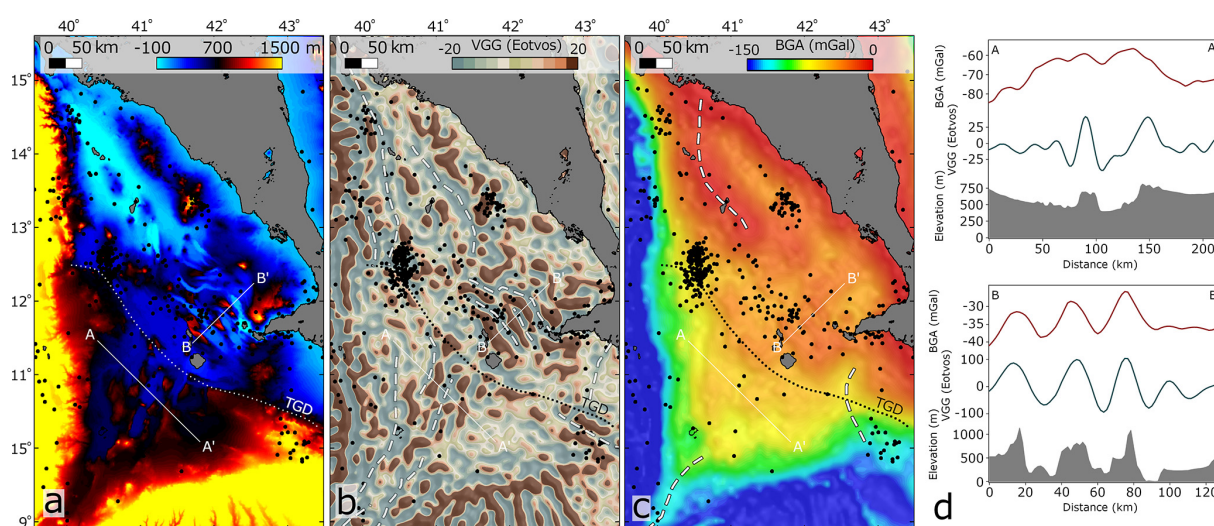 40° 41° 42° 43°
0 50 km -100 700 1500 m
15°
14°
13°
12°
11°
15°
9°
A
A'
B
B'
TGD
a
40° 41° 42° 43°
0 50 km VGG (Eotvos)
-20 20
A
A'
B
B'
TGD
b
40° 41° 42° 43°
0 50 km BGA (mGal)
-150 0
A
A'
B
B'
TGD
c
A A
BGA (mGal)
-60
-70
-80
VGG (Eotvos)
25
0
-25
Elevation (m)
750
500
250
0
0 50 100 150 200
Distance (km)
B B
BGA (mGal)
-30
-35
-40
VGG (Eotvos)
100
0
-100
Elevation (m)
1000
500
0
0 20 40 60 80 100 120
Distance (km)
d